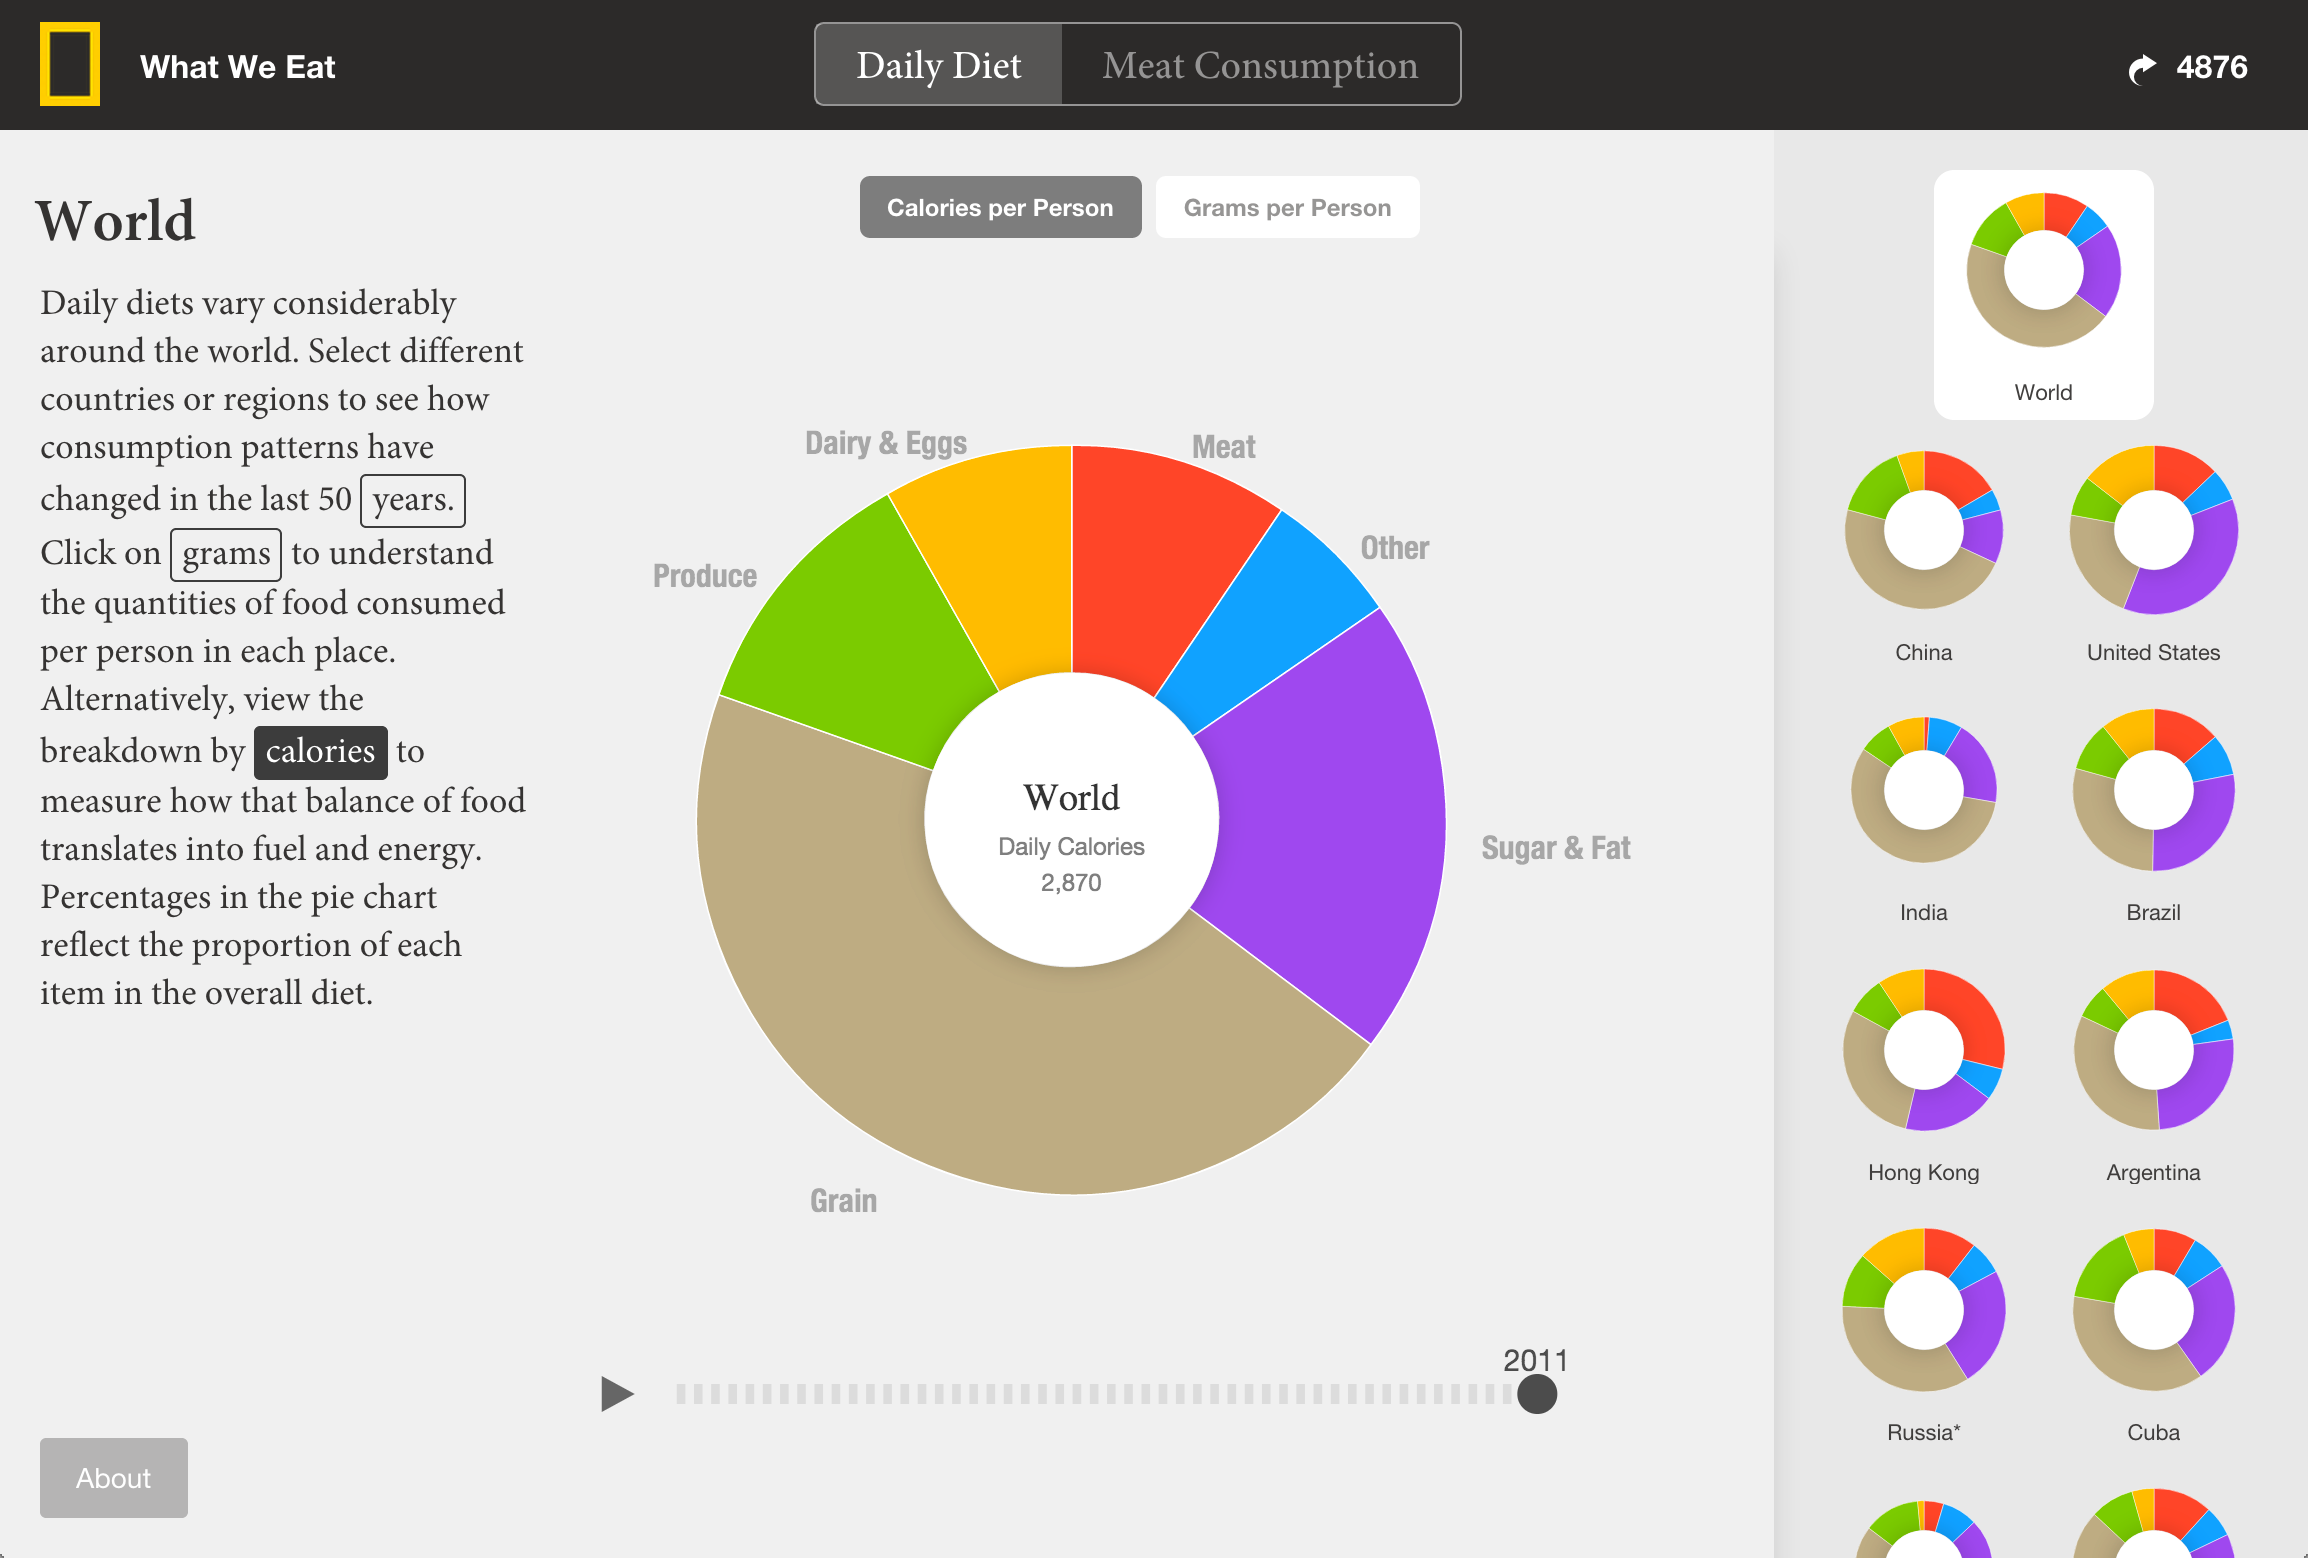 What We Eat
Daily Diet
Meat Consumption
4876
World
Daily diets vary considerably
around the world. Select different
countries or regions to see how
consumption patterns have
changed in the last 50 years.
Click on grams to understand
the quantities of food consumed
per person in each place.
Alternatively, view the
breakdown by calories to
measure how that balance of food
translates into fuel and energy.
Percentages in the pie chart
reflect the proportion of each
item in the overall diet.
About
Calories per Person
Grams per Person
Dairy & Eggs
Meat
Other
Produce
Sugar & Fat
Grain
World
Daily Calories
2,870
2011
World
China
United States
India
Brazil
Hong Kong
Argentina
Russia*
Cuba